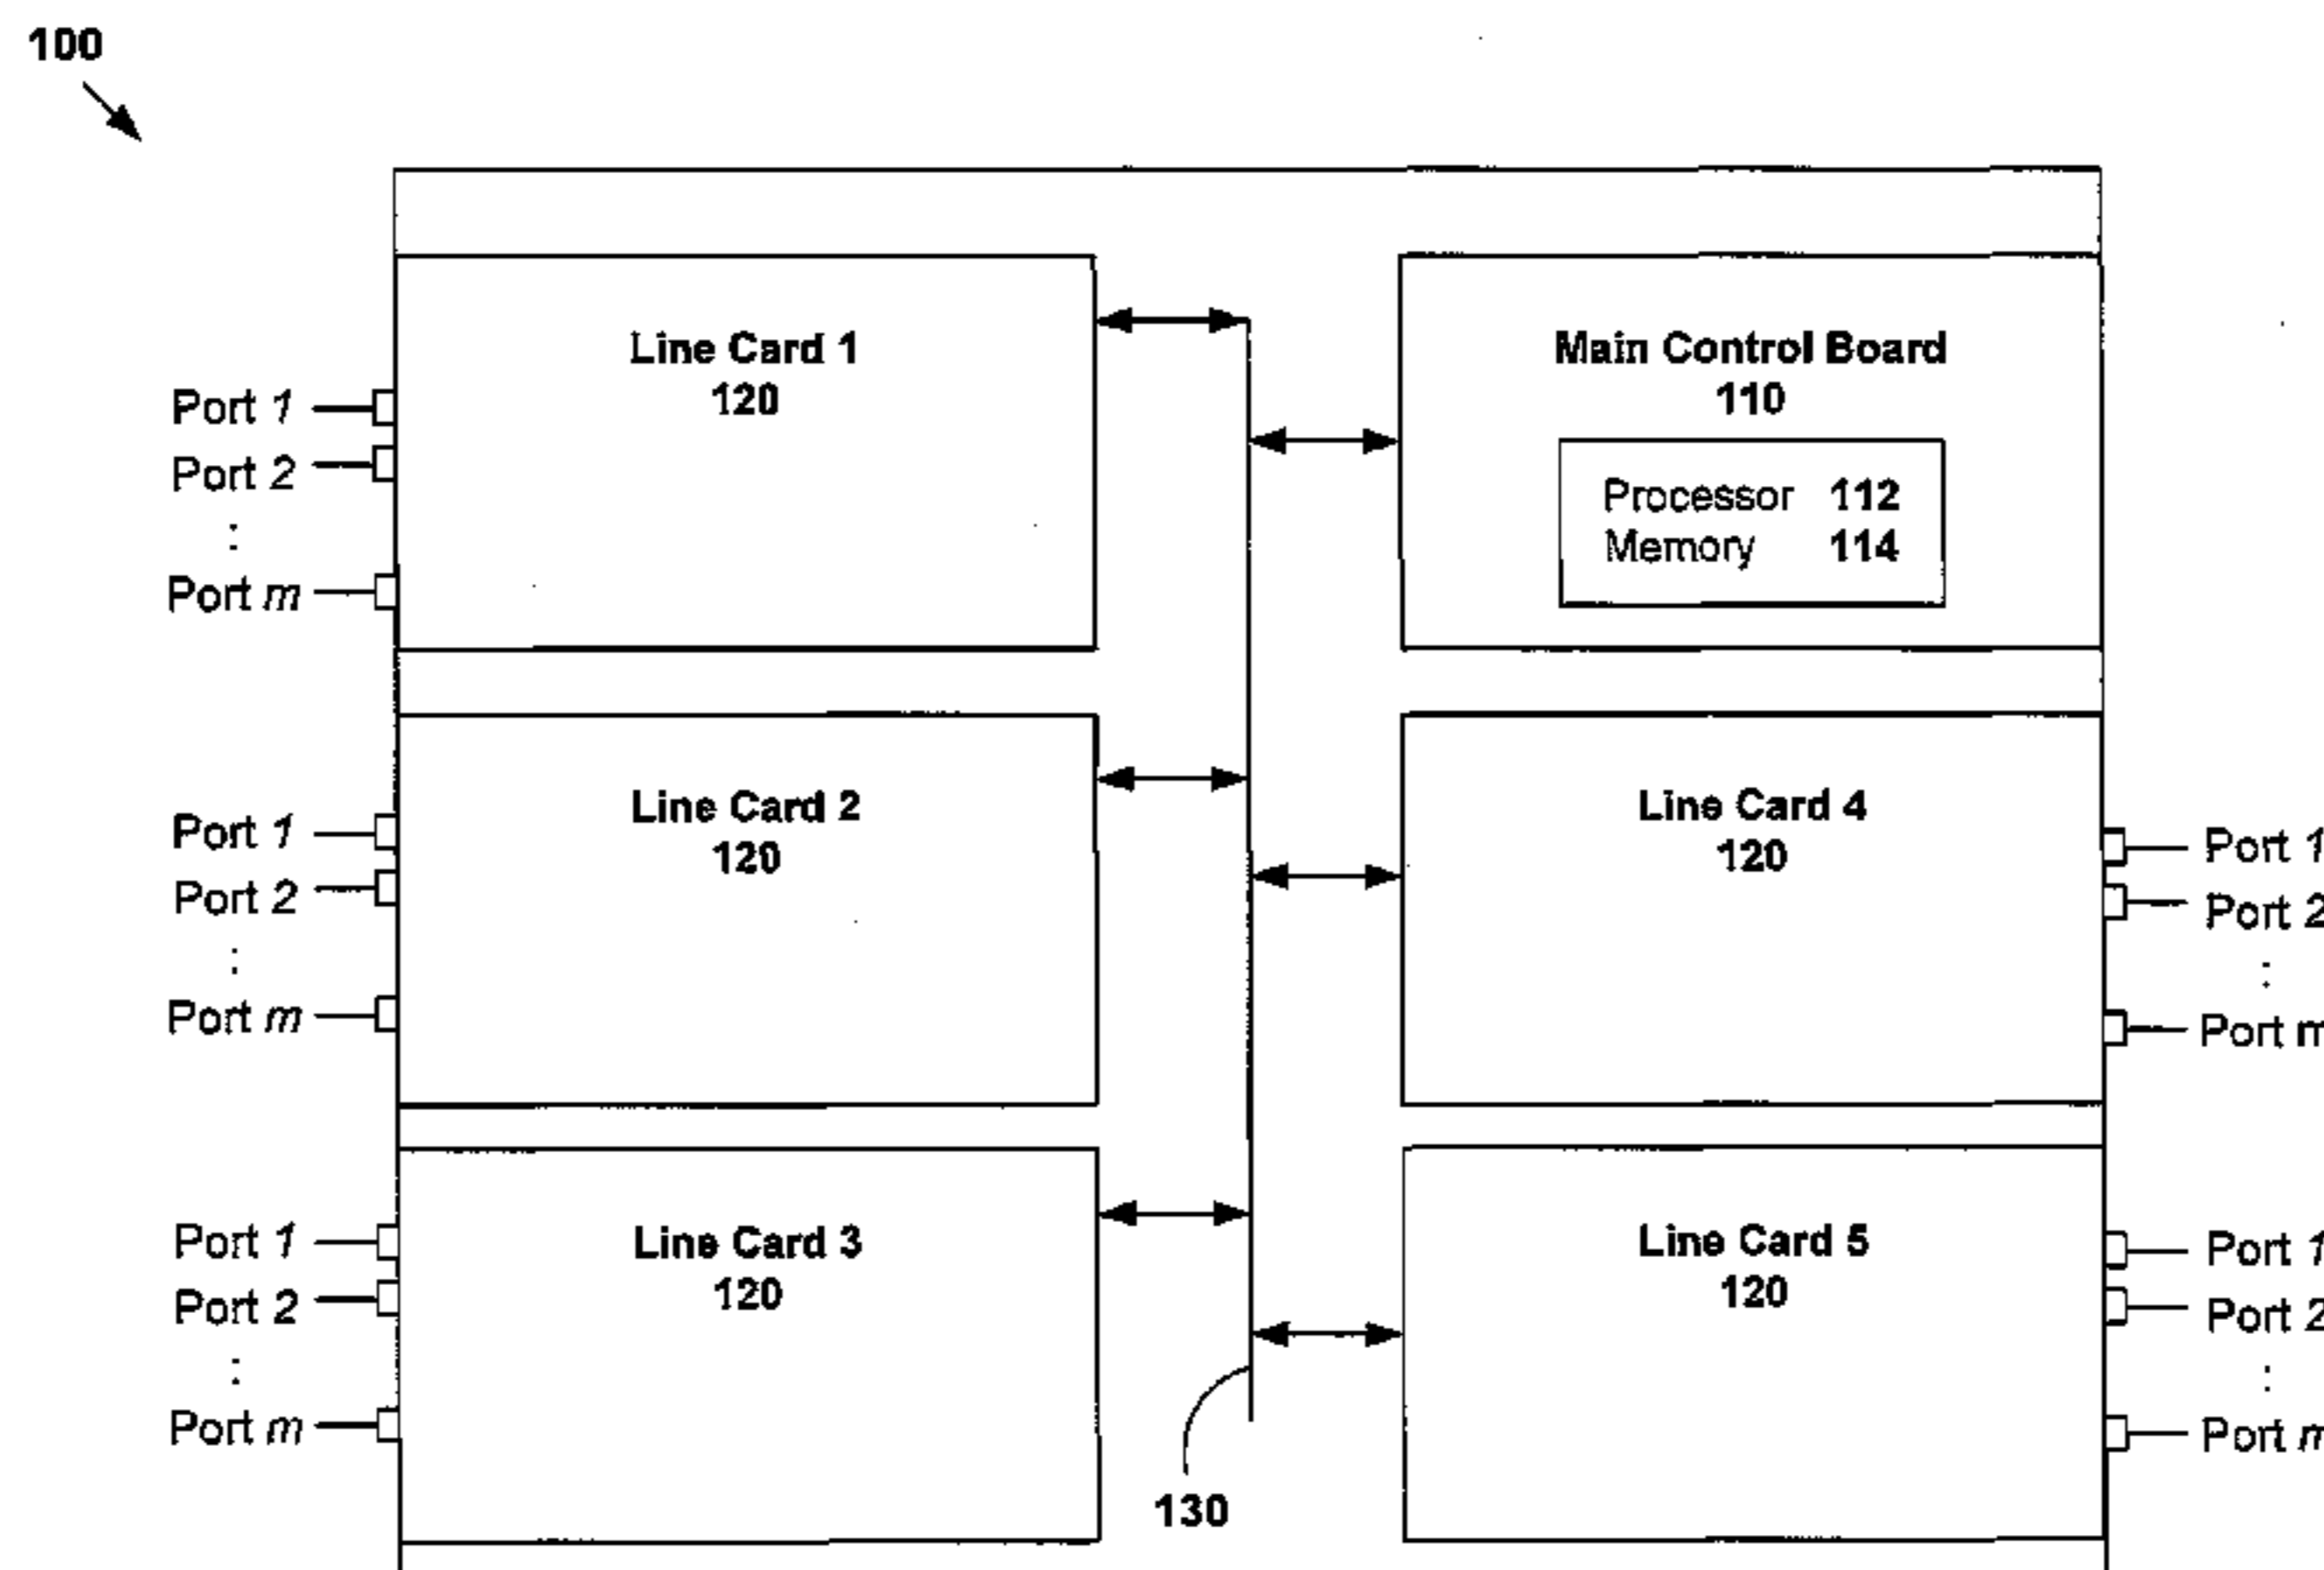 100
Line Card 1
120
Port 1
Port 2
:
Port m
Main Control Board
110
Processor 112
Memory 114
Line Card 2
120
Port 1
Port 2
:
Port m
Line Card 4
120
Port 1
Port 2
:
Port m
Line Card 3
120
Port 1
Port 2
:
Port m
Line Card 5
120
Port 1
Port 2
:
Port m
130